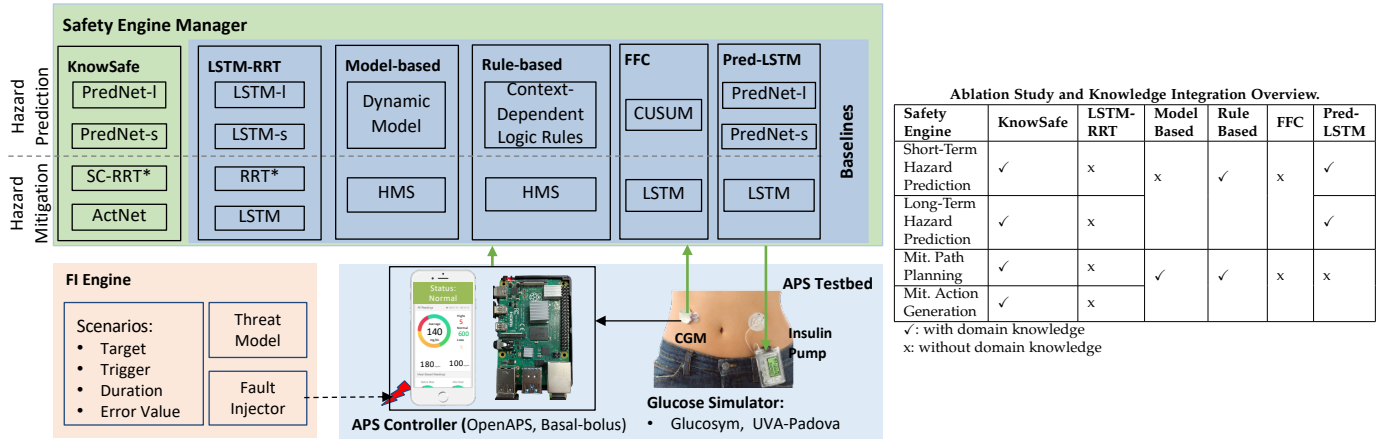 Safety Engine Manager
Hazard Prediction
Hazard Mitigation
KnowSafe
PredNet-l
PredNet-s
SC-RRT*
ActNet
LSTM-RRT
LSTM-l
LSTM-s
RRT*
LSTM
Model-based
Dynamic
Model
HMS
Rule-based
Context-
Dependent
Logic Rules
HMS
FFC
CUSUM
LSTM
Pred-LSTM
PredNet-l
PredNet-s
LSTM
Baselines
FI Engine
Scenarios:
• Target
• Trigger
• Duration
• Error Value
Threat
Model
Fault
Injector
Status:
Normal
140
180
100
APS Controller (OpenAPS, Basal-bolus)
APS Testbed
CGM
Insulin
Pump
Glucose Simulator:
• Glucosym, UVA-Padova
Ablation Study and Knowledge Integration Overview.
Safety Engine KnowSafe LSTM-RRT Model Based Rule Based FFC Pred-LSTM
Short-Term Hazard Prediction ✓ x x ✓ x ✓
Long-Term Hazard Prediction ✓ x ✓
Mit. Path Planning ✓ x ✓ ✓ x x
Mit. Action Generation ✓ x
✓: with domain knowledge
x: without domain knowledge